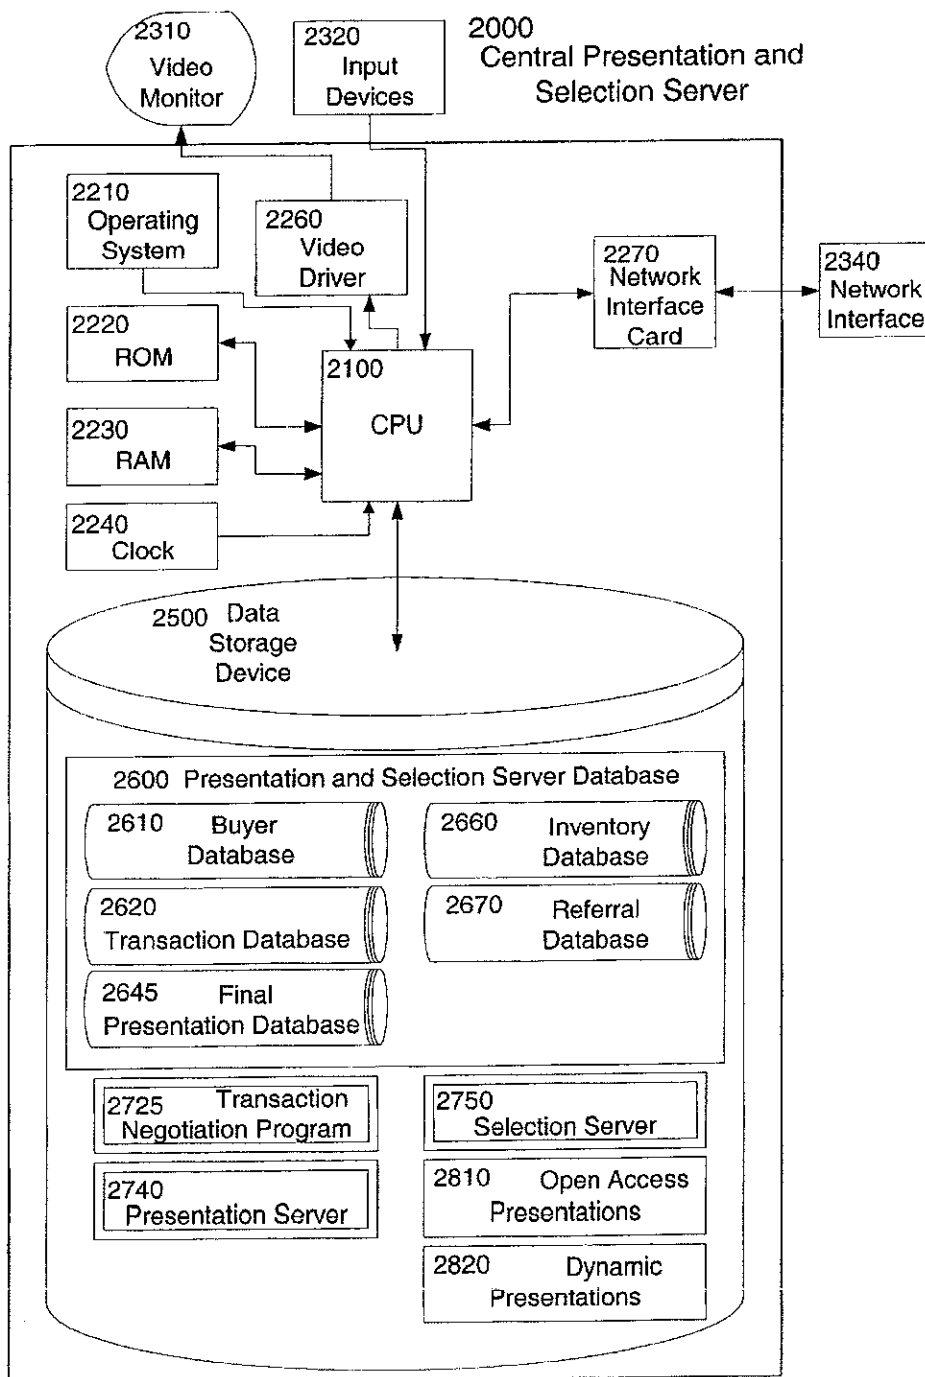 2310
Video
Monitor
2320
Input
Devices
2000
Central Presentation and
Selection Server
2210
Operating
System
2260
Video
Driver
2270
Network
Interface
Card
2340
Network
Interface
2220
ROM
2100
CPU
2230
RAM
2240
Clock
2500 Data
Storage
Device
2600 Presentation and Selection Server Database
2610 Buyer
Database
2660 Inventory
Database
2620
Transaction Database
2670 Referral
Database
2645 Final
Presentation Database
2725 Transaction
Negotiation Program
2750
Selection Server
2740
Presentation Server
2810 Open Access
Presentations
2820 Dynamic
Presentations